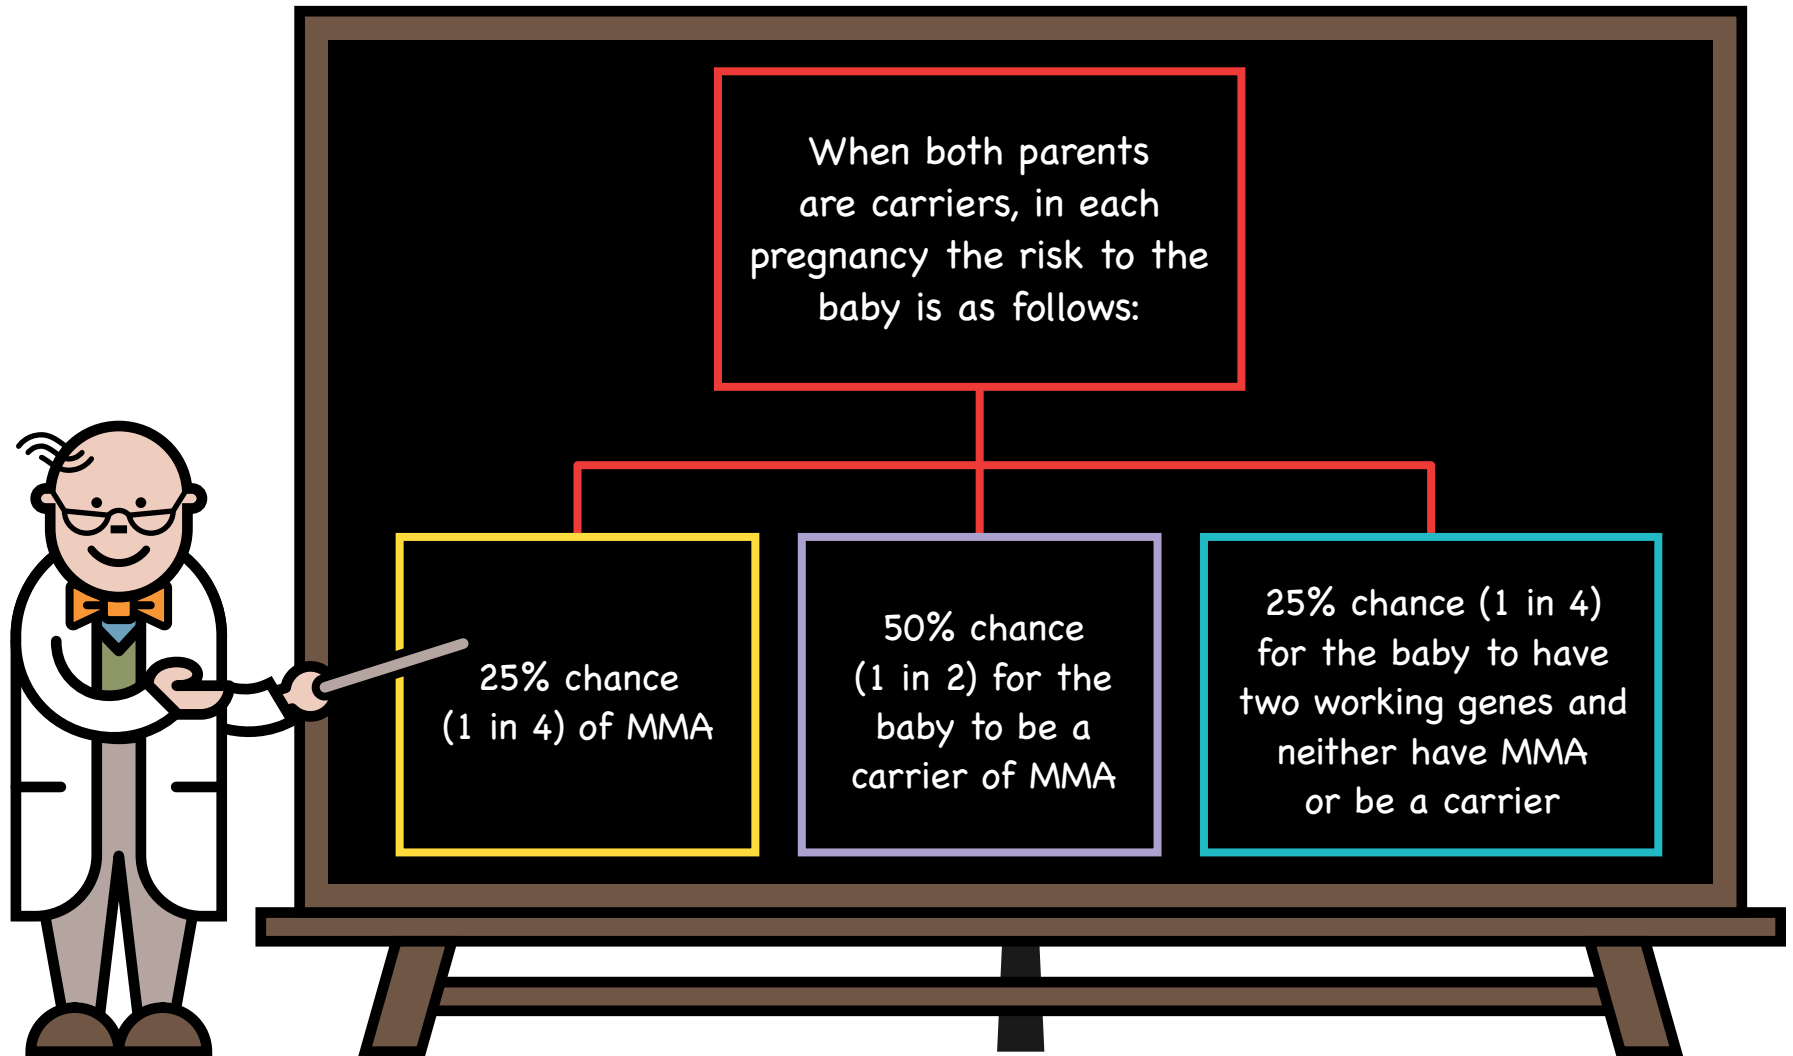 When both parents
are carriers, in each
pregnancy the risk to the
baby is as follows:
25% chance
(1 in 4) of MMA
50% chance
(1 in 2) for the
baby to be a
carrier of MMA
25% chance (1 in 4)
for the baby to have
two working genes and
neither have MMA
or be a carrier